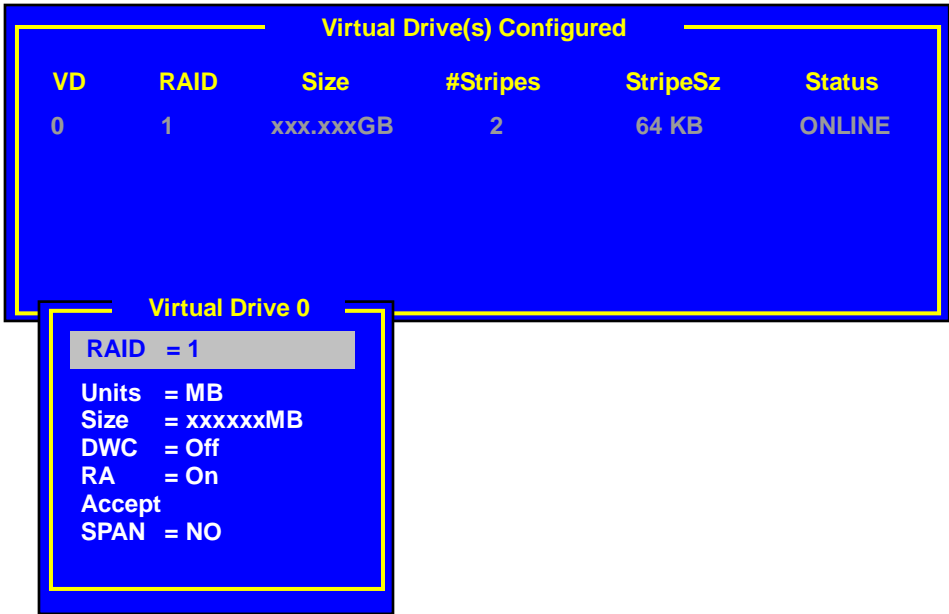 Virtual Drive(s) Configured
VD RAID Size #Stripes StripeSz Status
0 1 xxx.xxxGB 2 64 KB ONLINE
Virtual Drive 0
RAID = 1
Units = MB
Size = xxxxxxMB
DWC = Off
RA = On
Accept
SPAN = NO